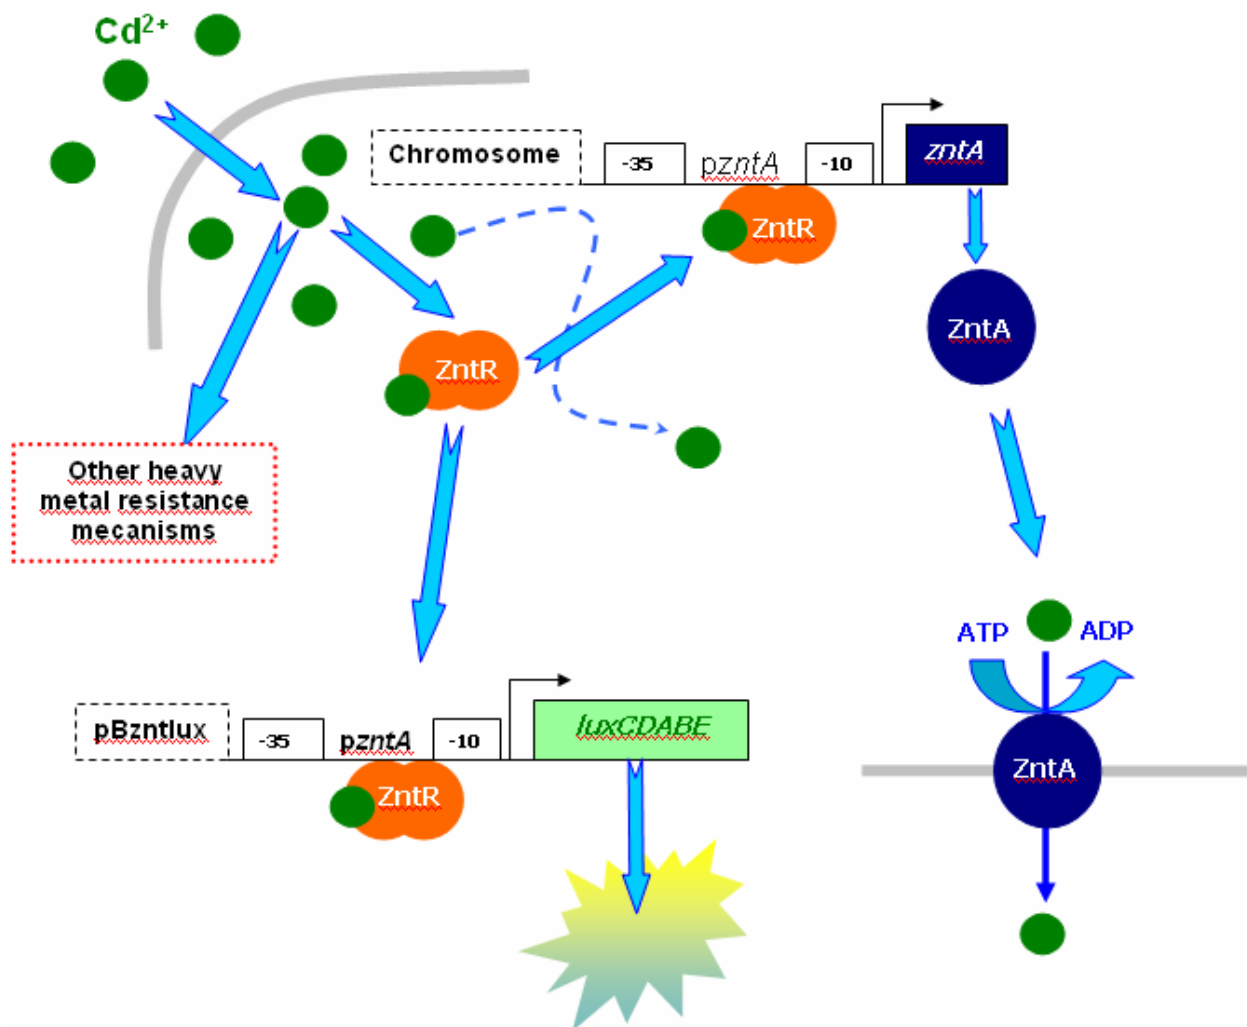 Cd²⁺
Chromosome
-35
pzntA
-10
zntA
ZntR
ZntA
ZntR
Other heavy
metal resistance
mecanisms
ATP
ADP
pBzntlux
-35
pzntA
-10
luxCDABE
ZntR
ZntA